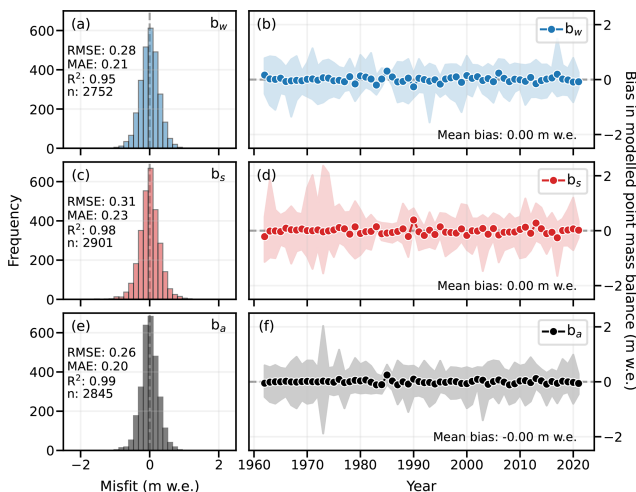 (a)
b_w
RMSE: 0.28
MAE: 0.21
R²: 0.95
n: 2752
600
400
200
0
(b)
b_w
Mean bias: 0.00 m w.e.
2
0
−2
(c)
b_s
RMSE: 0.31
MAE: 0.23
R²: 0.98
n: 2901
600
400
200
0
Frequency
(d)
b_s
Mean bias: 0.00 m w.e.
2
0
−2
Bias in modelled point mass balance (m w.e.)
(e)
b_a
RMSE: 0.26
MAE: 0.20
R²: 0.99
n: 2845
600
400
200
0
−2 0 2
Misfit (m w.e.)
(f)
b_a
Mean bias: -0.00 m w.e.
2
0
−2
1960 1970 1980 1990 2000 2010 2020
Year